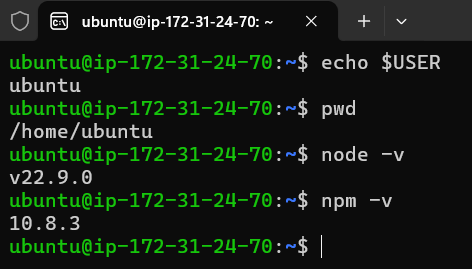 ubuntu@ip-172-31-24-70: ~
ubuntu@ip-172-31-24-70:~$ echo $USER
ubuntu
ubuntu@ip-172-31-24-70:~$ pwd
/home/ubuntu
ubuntu@ip-172-31-24-70:~$ node -v
v22.9.0
ubuntu@ip-172-31-24-70:~$ npm -v
10.8.3
ubuntu@ip-172-31-24-70:~$